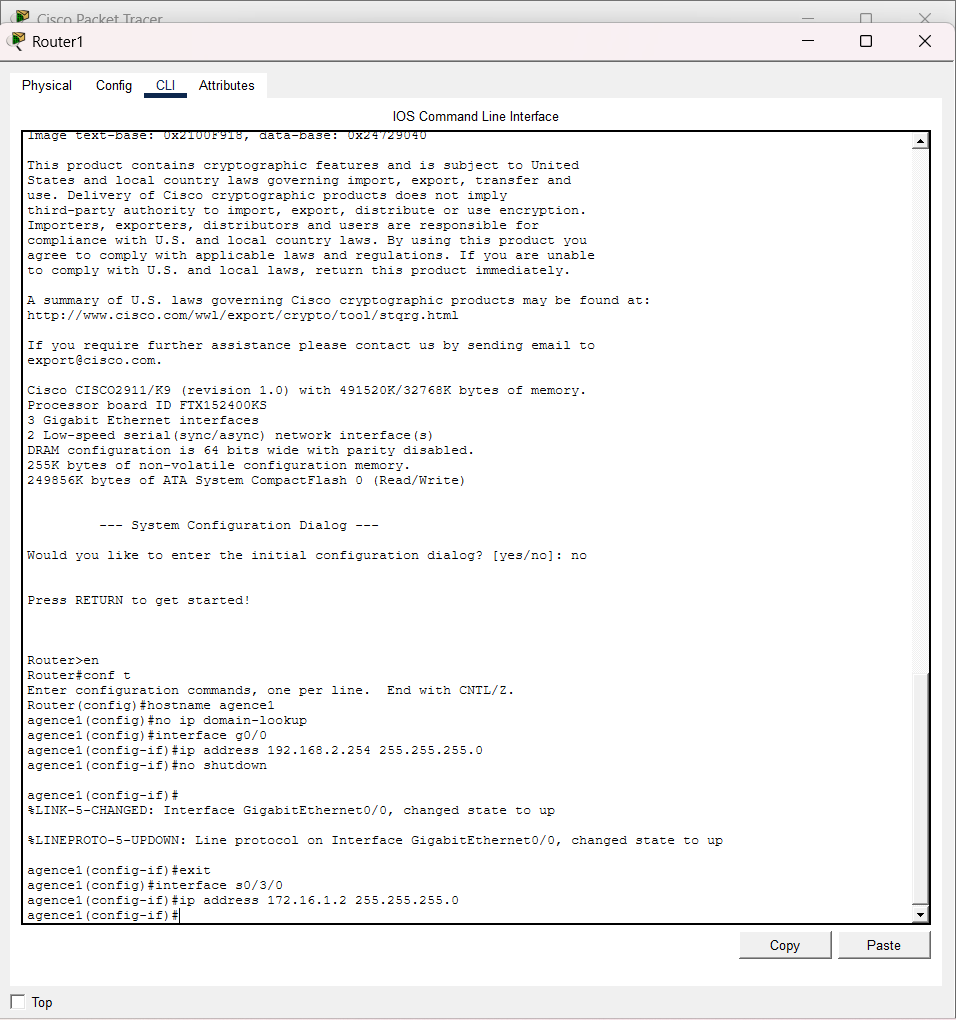 Cisco Packet Tracer
Router1
Physical Config CLI Attributes
IOS Command Line Interface
Image text-base: 0x2100F918, data-base: 0x24729040
This product contains cryptographic features and is subject to United
States and local country laws governing import, export, transfer and
use. Delivery of Cisco cryptographic products does not imply
third-party authority to import, export, distribute or use encryption.
Importers, exporters, distributors and users are responsible for
compliance with U.S. and local country laws. By using this product you
agree to comply with applicable laws and regulations. If you are unable
to comply with U.S. and local laws, return this product immediately.
A summary of U.S. laws governing Cisco cryptographic products may be found at:
http://www.cisco.com/wwl/export/crypto/tool/stqrg.html
If you require further assistance please contact us by sending email to
export@cisco.com.
Cisco CISCO2911/K9 (revision 1.0) with 491520K/32768K bytes of memory.
Processor board ID FTX152400KS
3 Gigabit Ethernet interfaces
2 Low-speed serial(sync/async) network interface(s)
DRAM configuration is 64 bits wide with parity disabled.
255K bytes of non-volatile configuration memory.
249856K bytes of ATA System CompactFlash 0 (Read/Write)
--- System Configuration Dialog ---
Would you like to enter the initial configuration dialog? [yes/no]: no
Press RETURN to get started!
Router>en
Router#conf t
Enter configuration commands, one per line.  End with CNTL/Z.
Router(config)#hostname agence1
agence1(config)#no ip domain-lookup
agence1(config)#interface g0/0
agence1(config-if)#ip address 192.168.2.254 255.255.255.0
agence1(config-if)#no shutdown
agence1(config-if)#
%LINK-5-CHANGED: Interface GigabitEthernet0/0, changed state to up
%LINEPROTO-5-UPDOWN: Line protocol on Interface GigabitEthernet0/0, changed state to up
agence1(config-if)#exit
agence1(config)#interface s0/3/0
agence1(config-if)#ip address 172.16.1.2 255.255.255.0
agence1(config-if)#
Copy Paste
Top